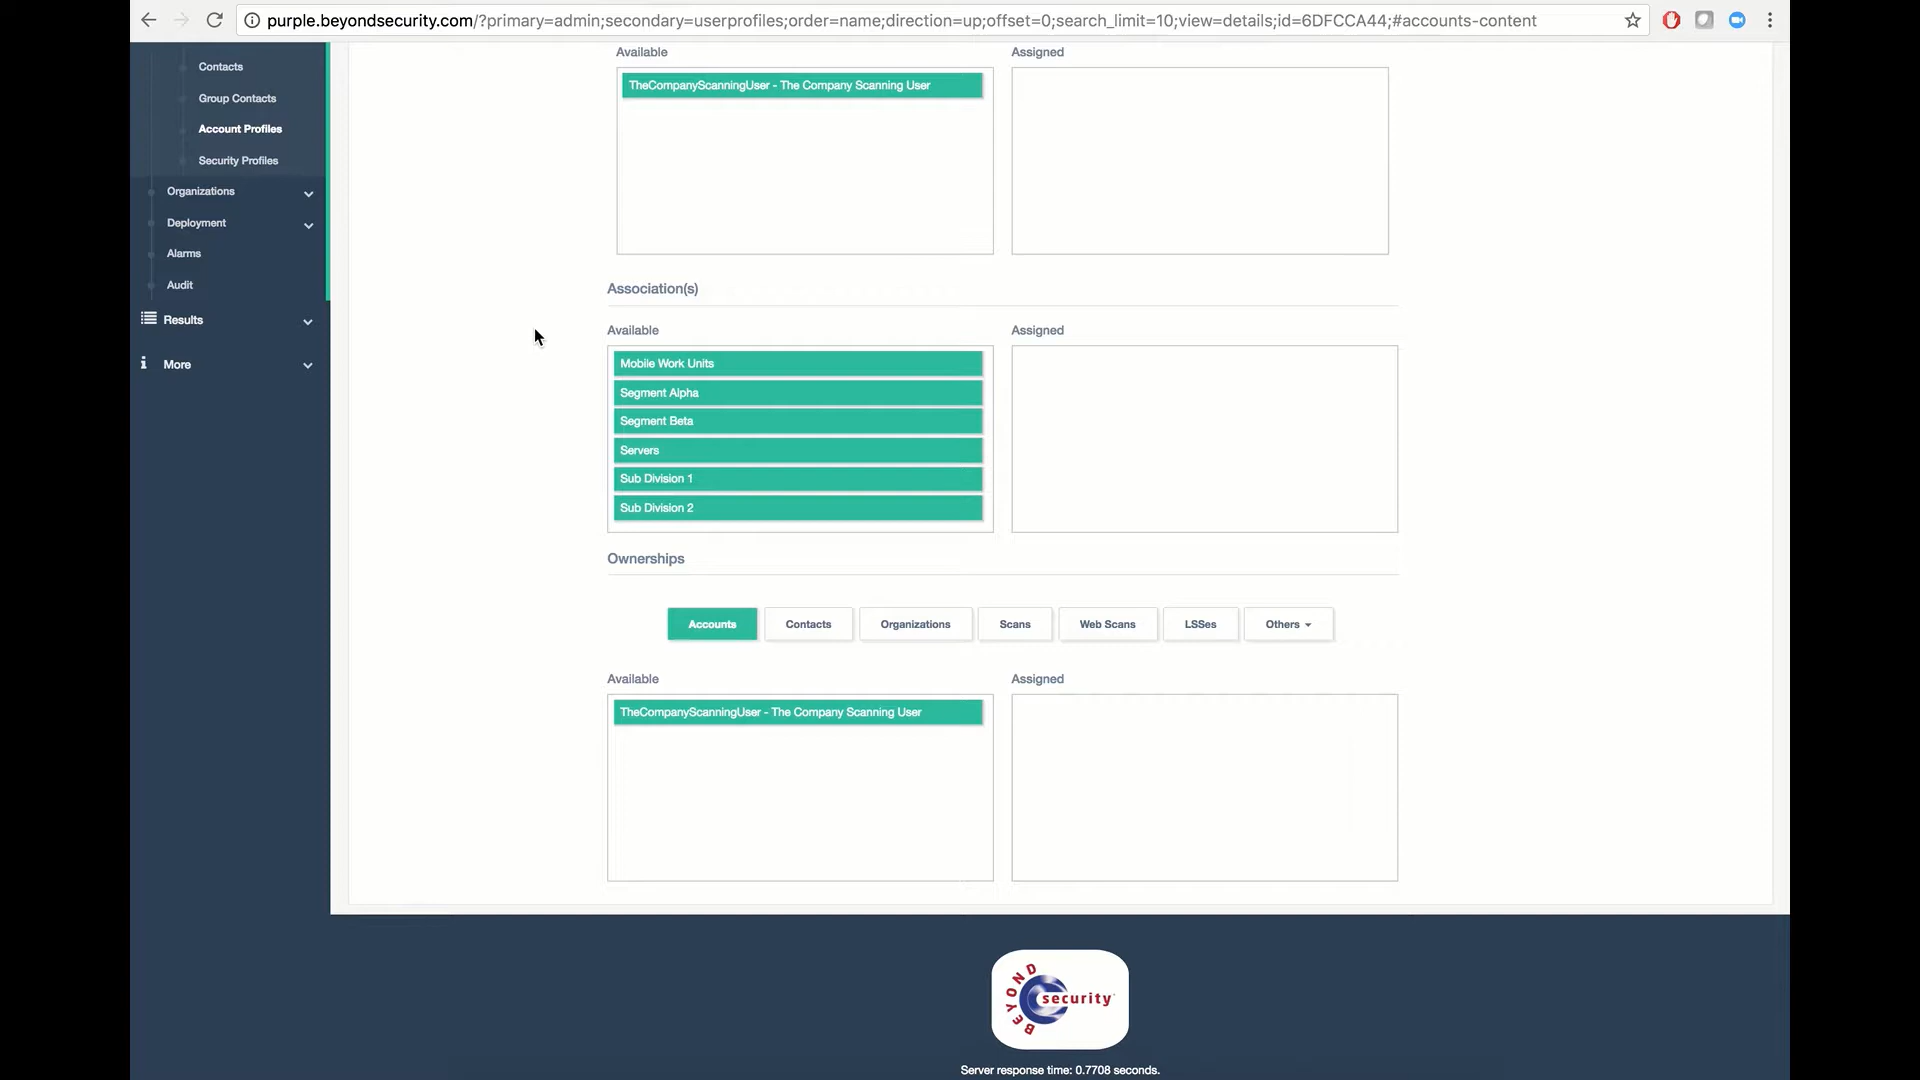 purple.beyondsecurity.com/?primary=admin;secondary=userprofiles;order=name;direction=up;offset=0;search_limit=10;view=details;id=6DFCCA44;#accounts-content
Contacts
Group Contacts
Account Profiles
Security Profiles
Organizations
Deployment
Alarms
Audit
Results
More
Available
Assigned
TheCompanyScanningUser - The Company Scanning User
Association(s)
Available
Assigned
Mobile Work Units
Segment Alpha
Segment Beta
Servers
Sub Division 1
Sub Division 2
Ownerships
Accounts
Contacts
Organizations
Scans
Web Scans
LSSes
Others
Available
Assigned
TheCompanyScanningUser - The Company Scanning User
BEYOND
security
Server response time: 0.7708 seconds.